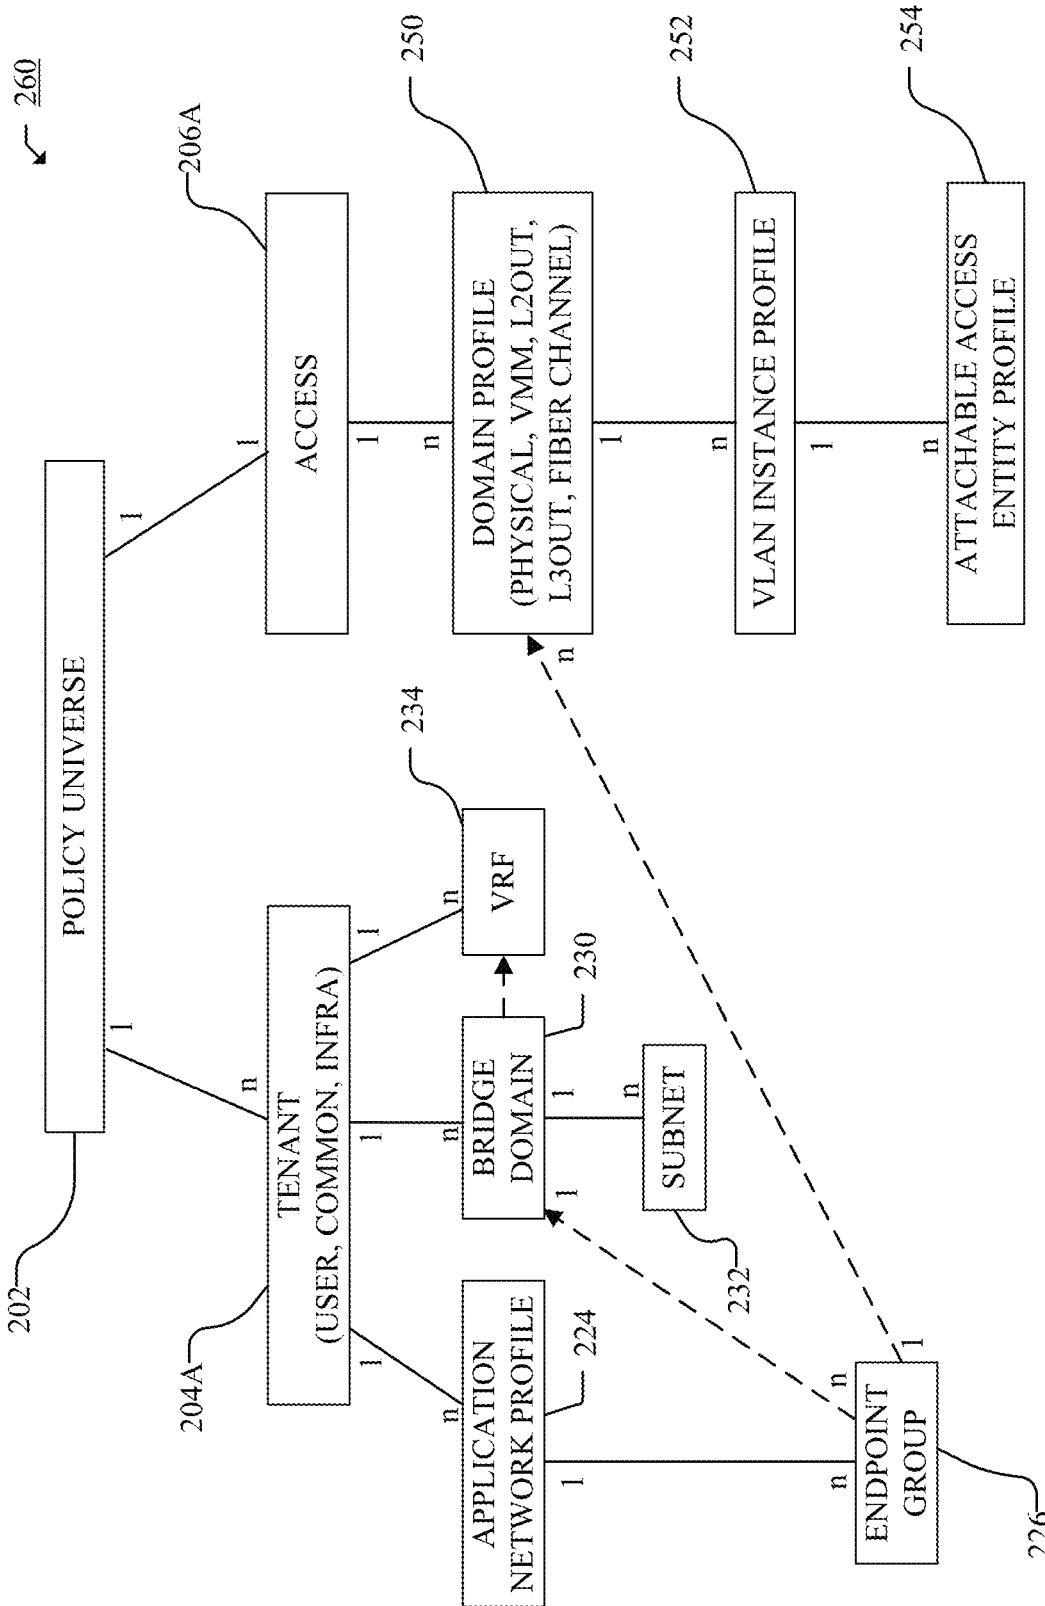 260
POLICY UNIVERSE
202
1
1
n
1
TENANT
(USER, COMMON, INFRA)
204A
ACCESS
206A
1
1
1
1
n
n
n
n
APPLICATION
NETWORK PROFILE
224
BRIDGE
DOMAIN
230
VRF
234
DOMAIN PROFILE
(PHYSICAL, VMM, L2OUT,
L3OUT, FIBER CHANNEL)
250
1
1
1
n
1
n
SUBNET
232
n
VLAN INSTANCE PROFILE
252
1
n
n
1
n
ENDPOINT
GROUP
226
ATTACHABLE ACCESS
ENTITY PROFILE
254